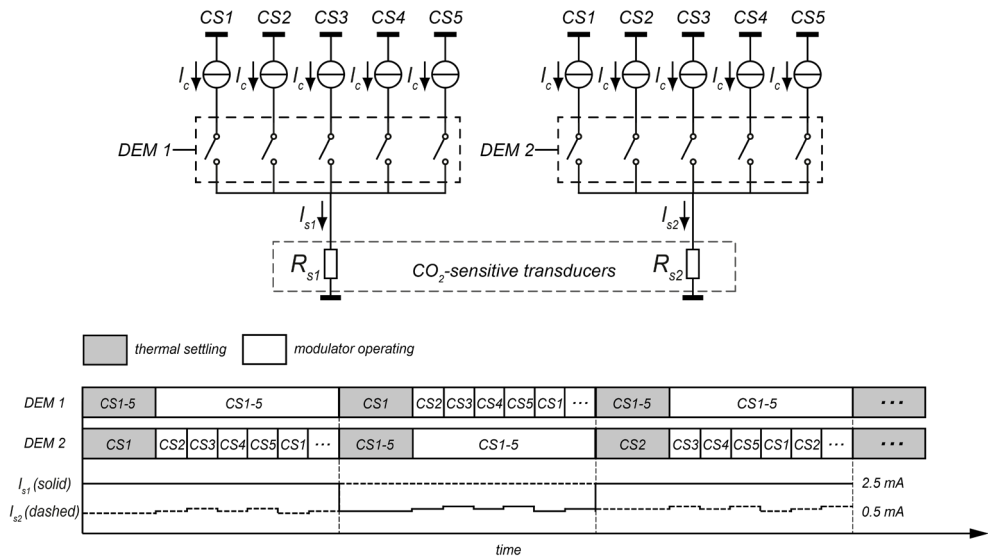 CS1 CS2 CS3 CS4 CS5 CS1 CS2 CS3 CS4 CS5
Ic Ic Ic Ic Ic Ic Ic Ic Ic Ic
DEM 1 DEM 2
Is1 Is2
Rs1 CO2-sensitive transducers Rs2
thermal settling modulator operating
DEM 1 CS1-5 CS1-5 CS1 CS2 CS3 CS4 CS5 CS1 ··· CS1-5 CS1-5 ···
DEM 2 CS1 CS2 CS3 CS4 CS5 CS1 ··· CS1-5 CS1-5 CS2 CS3 CS4 CS5 CS1 CS2 ··· ···
Is1 (solid) 2.5 mA
Is2 (dashed) 0.5 mA
time